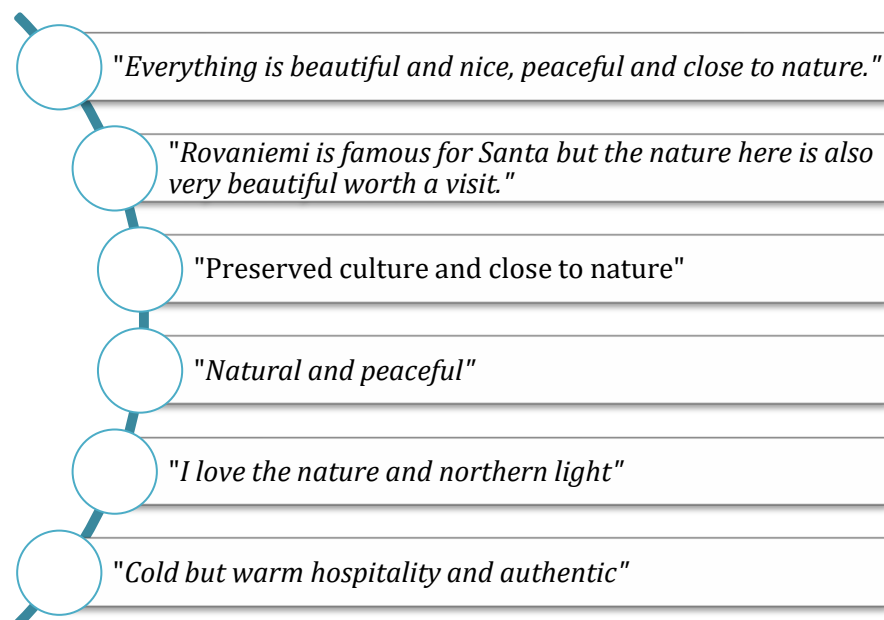 "Everything is beautiful and nice, peaceful and close to nature."
"Rovaniemi is famous for Santa but the nature here is also
very beautiful worth a visit."
"Preserved culture and close to nature"
"Natural and peaceful"
"I love the nature and northern light"
"Cold but warm hospitality and authentic"